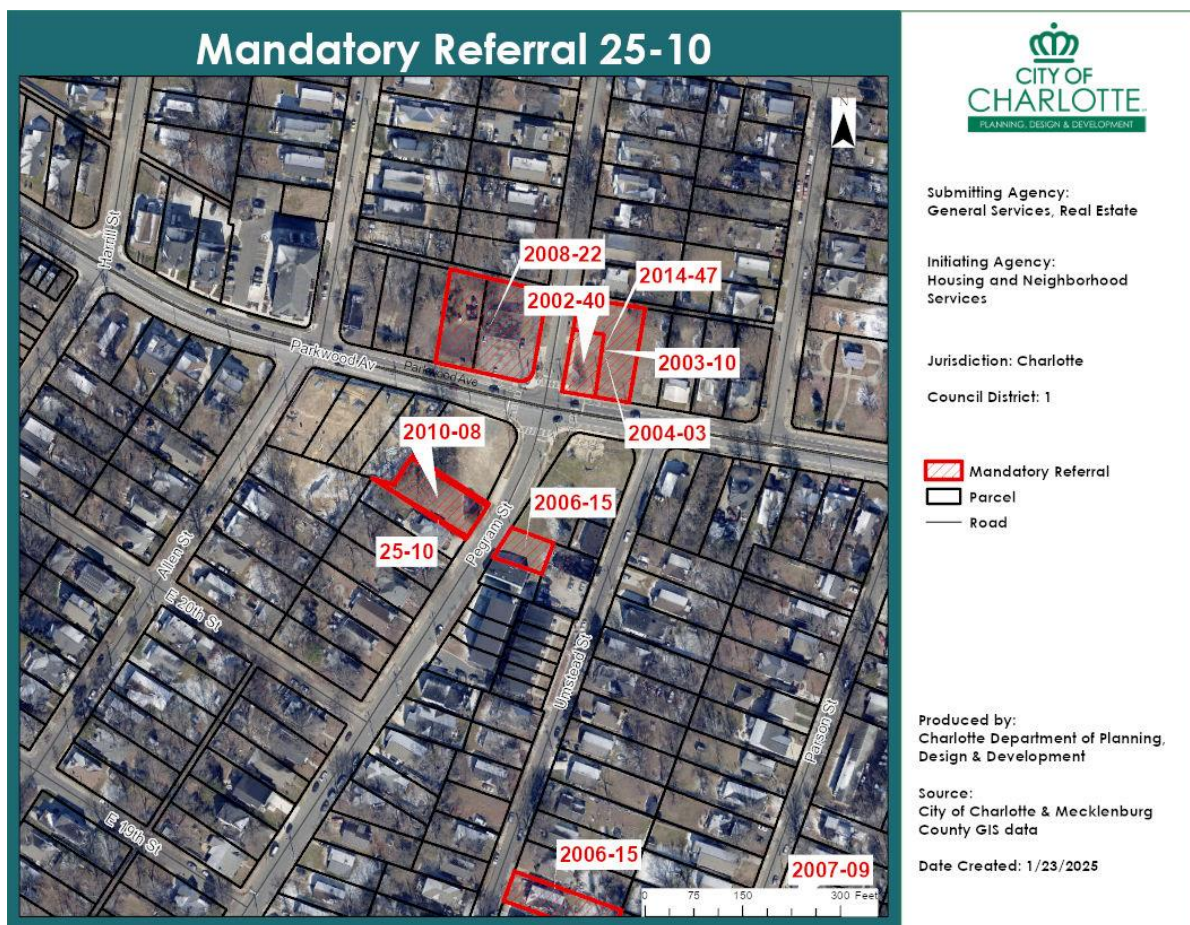 Mandatory Referral 25-10
N
Harrill St
Parkwood Av
Parkwood Ave
2008-22
2002-40
2014-47
2003-10
2004-03
2010-08
2006-15
25-10
Pegram St
Allen St
E 20th St
Umstead St
Parson St
E 19th St
2006-15
2007-09
0 75 150 300 Feet
CITY OF
CHARLOTTE
PLANNING, DESIGN & DEVELOPMENT
Submitting Agency:
General Services, Real Estate
Initiating Agency:
Housing and Neighborhood
Services
Jurisdiction: Charlotte
Council District: 1
Mandatory Referral
Parcel
Road
Produced by:
Charlotte Department of Planning,
Design & Development
Source:
City of Charlotte & Mecklenburg
County GIS data
Date Created: 1/23/2025